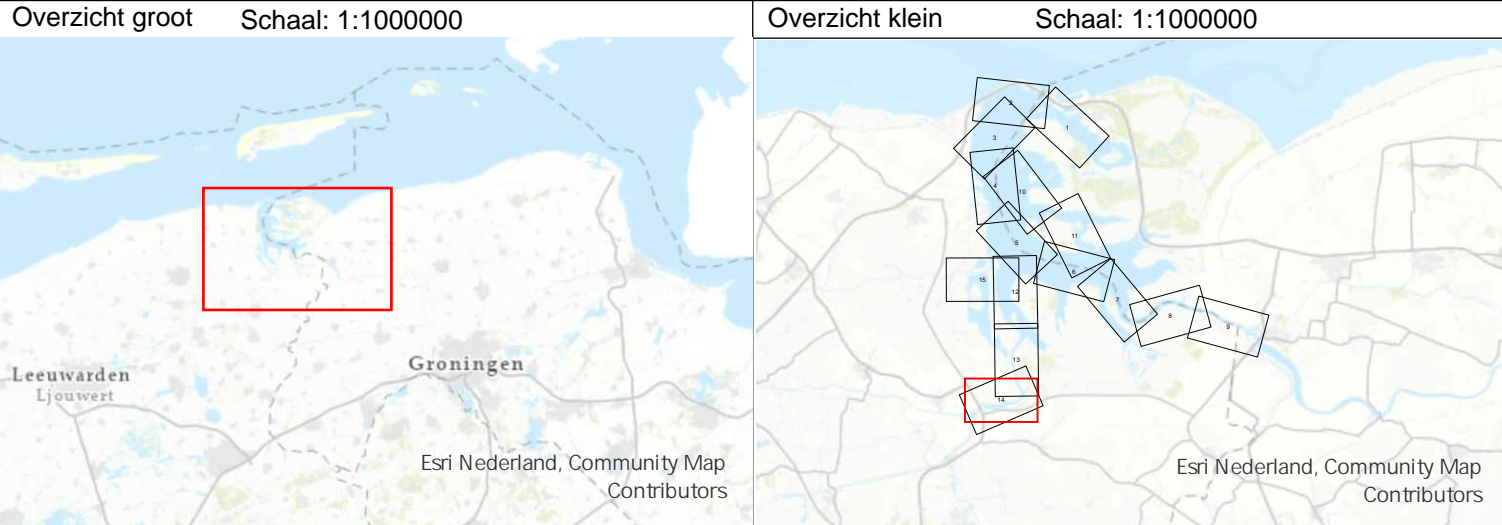 Overzicht groot Schaal: 1:1000000
Leeuwarden
Ljouwert
Groningen
Esri Nederland, Community Map
Contributors
Overzicht klein Schaal: 1:1000000
2
1
3
4
10
11
5
6
15
12
7
8
9
13
14
Esri Nederland, Community Map
Contributors